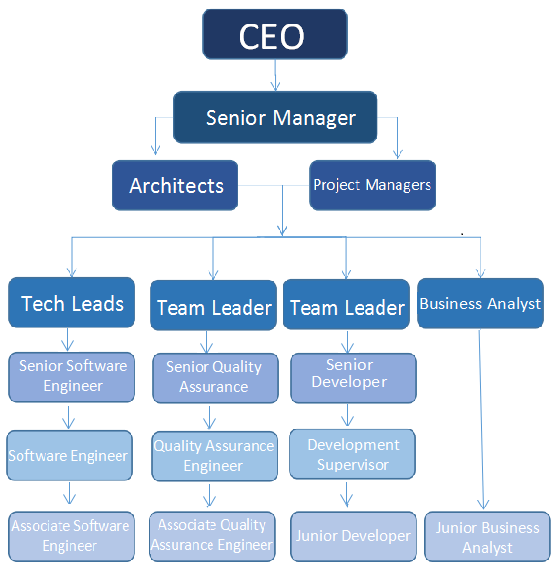 CEO
Senior Manager
Architects
Project Managers
Tech Leads
Team Leader
Team Leader
Business Analyst
Senior Software
Engineer
Senior Quality
Assurance
Senior
Developer
Software Engineer
Quality Assurance
Engineer
Development
Supervisor
Associate Software
Engineer
Associate Quality
Assurance Engineer
Junior Developer
Junior Business
Analyst